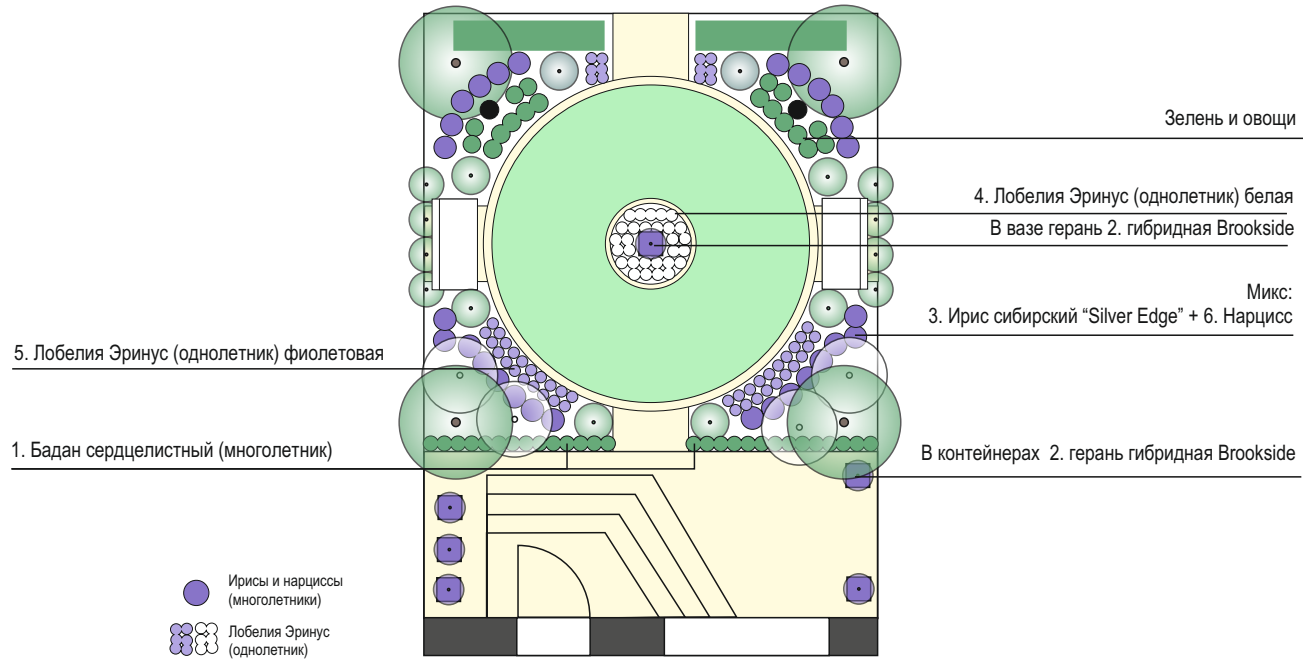 Зелень и овощи
4. Лобелия Эринус (однолетник) белая
В вазе герань 2. гибридная Brookside
Микс:
3. Ирис сибирский “Silver Edge” + 6. Нарцисс
5. Лобелия Эринус (однолетник) фиолетовая
1. Бадан сердцелистный (многолетник)
В контейнерах 2. герань гибридная Brookside
Ирисы и нарциссы
(многолетники)
Лобелия Эринус
(однолетник)